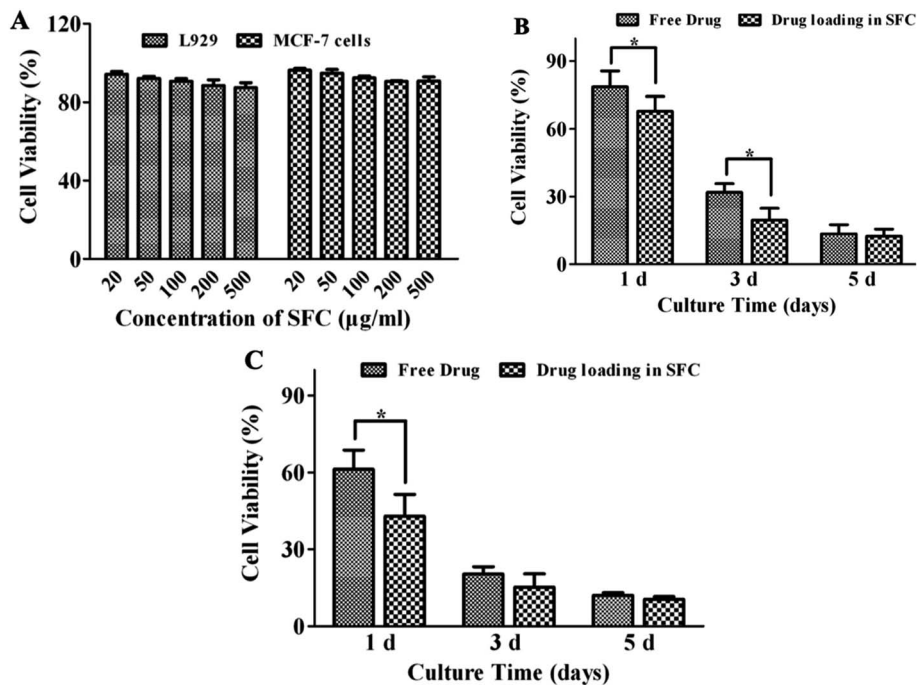 A
120
80
40
0
Cell Viability (%)
L929 MCF-7 cells
20 50 100 200 500 20 50 100 200 500
Concentration of SFC (µg/ml)
B
Free Drug Drug loading in SFC
90
60
30
0
Cell Viability (%)
*
*
1 d 3 d 5 d
Culture Time (days)
C
Free Drug Drug loading in SFC
90
60
30
0
Cell Viability (%)
*
1 d 3 d 5 d
Culture Time (days)